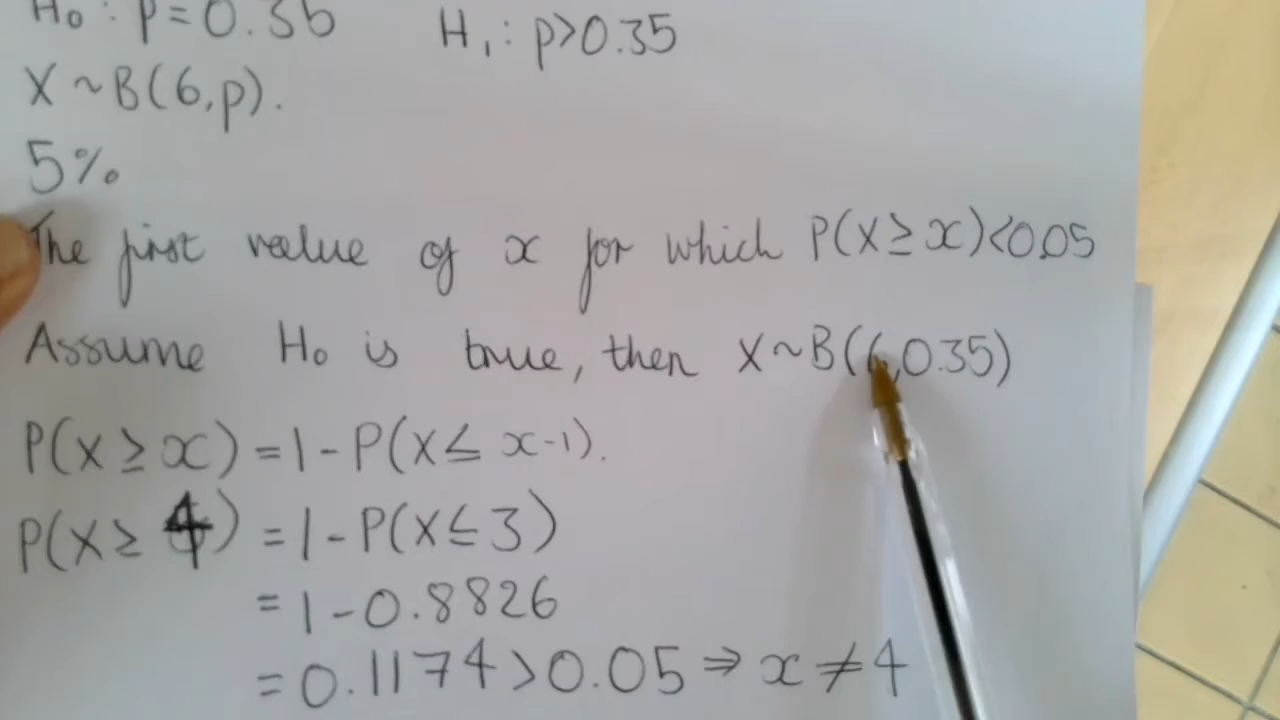 H₀ : p = 0.35 H₁ : p>0.35
X ~ B(6,p).
5%
The first value of x for which P(X ≥ x)<0.05
Assume H₀ is true, then X~B(6,0.35)
P(X ≥ x) = 1 - P(X ≤ x-1).
P(X ≥ 4) = 1 - P(X ≤ 3)
= 1 - 0.8826
= 0.1174 > 0.05 ⇒ x ≠ 4